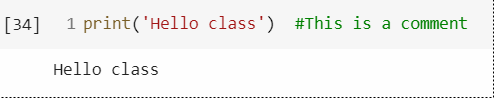 [34] 1 print('Hello class')  #This is a comment
Hello class